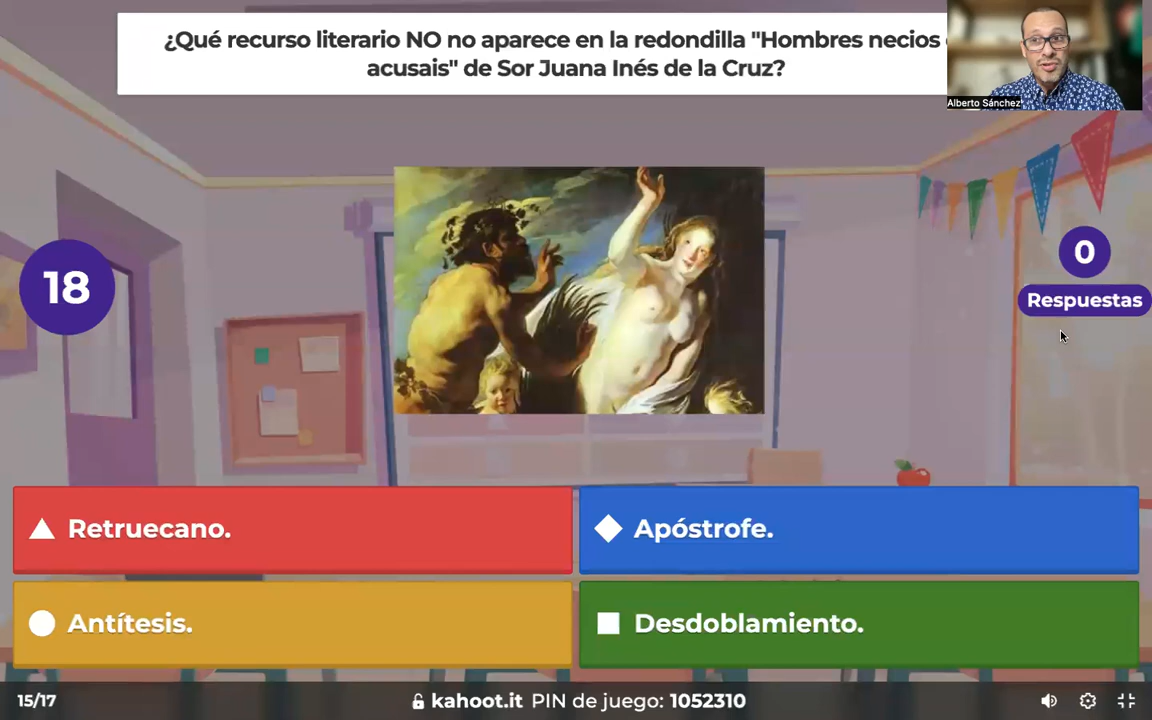 ¿Qué recurso literario NO no aparece en la redondilla "Hombres necios
acusais" de Sor Juana Inés de la Cruz?
Alberto Sánchez
18
0
Respuestas
Retruecano.
Apóstrofe.
Antítesis.
Desdoblamiento.
15/17
kahoot.it PIN de juego: 1052310